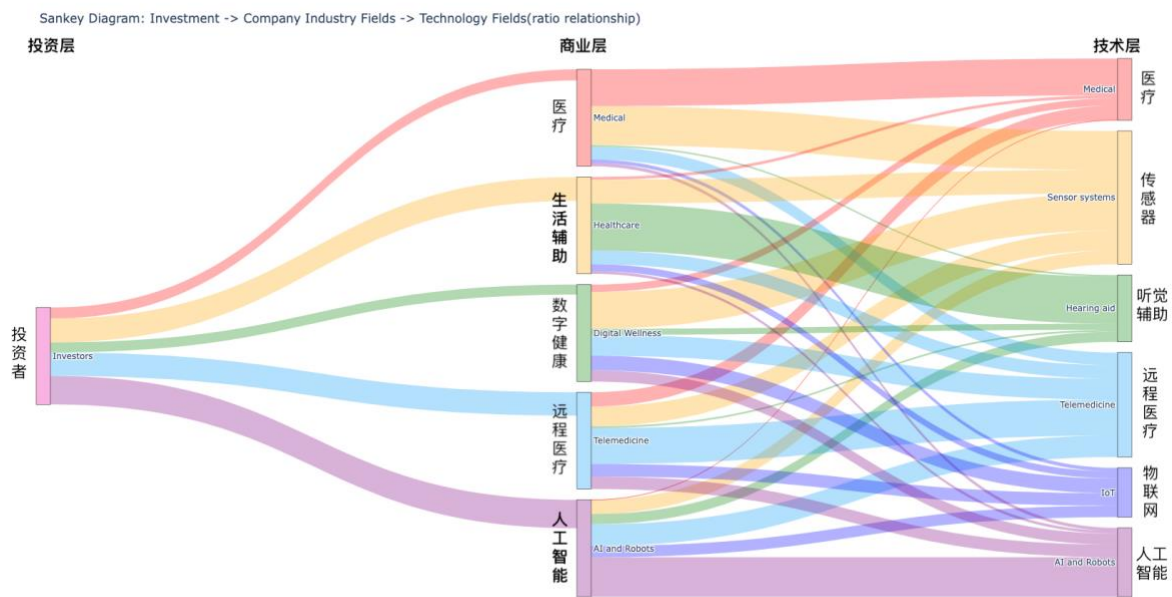 Sankey Diagram: Investment -> Company Industry Fields -> Technology Fields(ratio relationship)
投资层
商业层
技术层
投资者
Investors
医疗
Medical
生活辅助
Healthcare
数字健康
Digital Wellness
远程医疗
Telemedicine
人工智能
AI and Robots
Medical
医疗
Sensor systems
传感器
Hearing aid
听觉
辅助
Telemedicine
远程医疗
IoT
物联网
AI and Robots
人工
智能